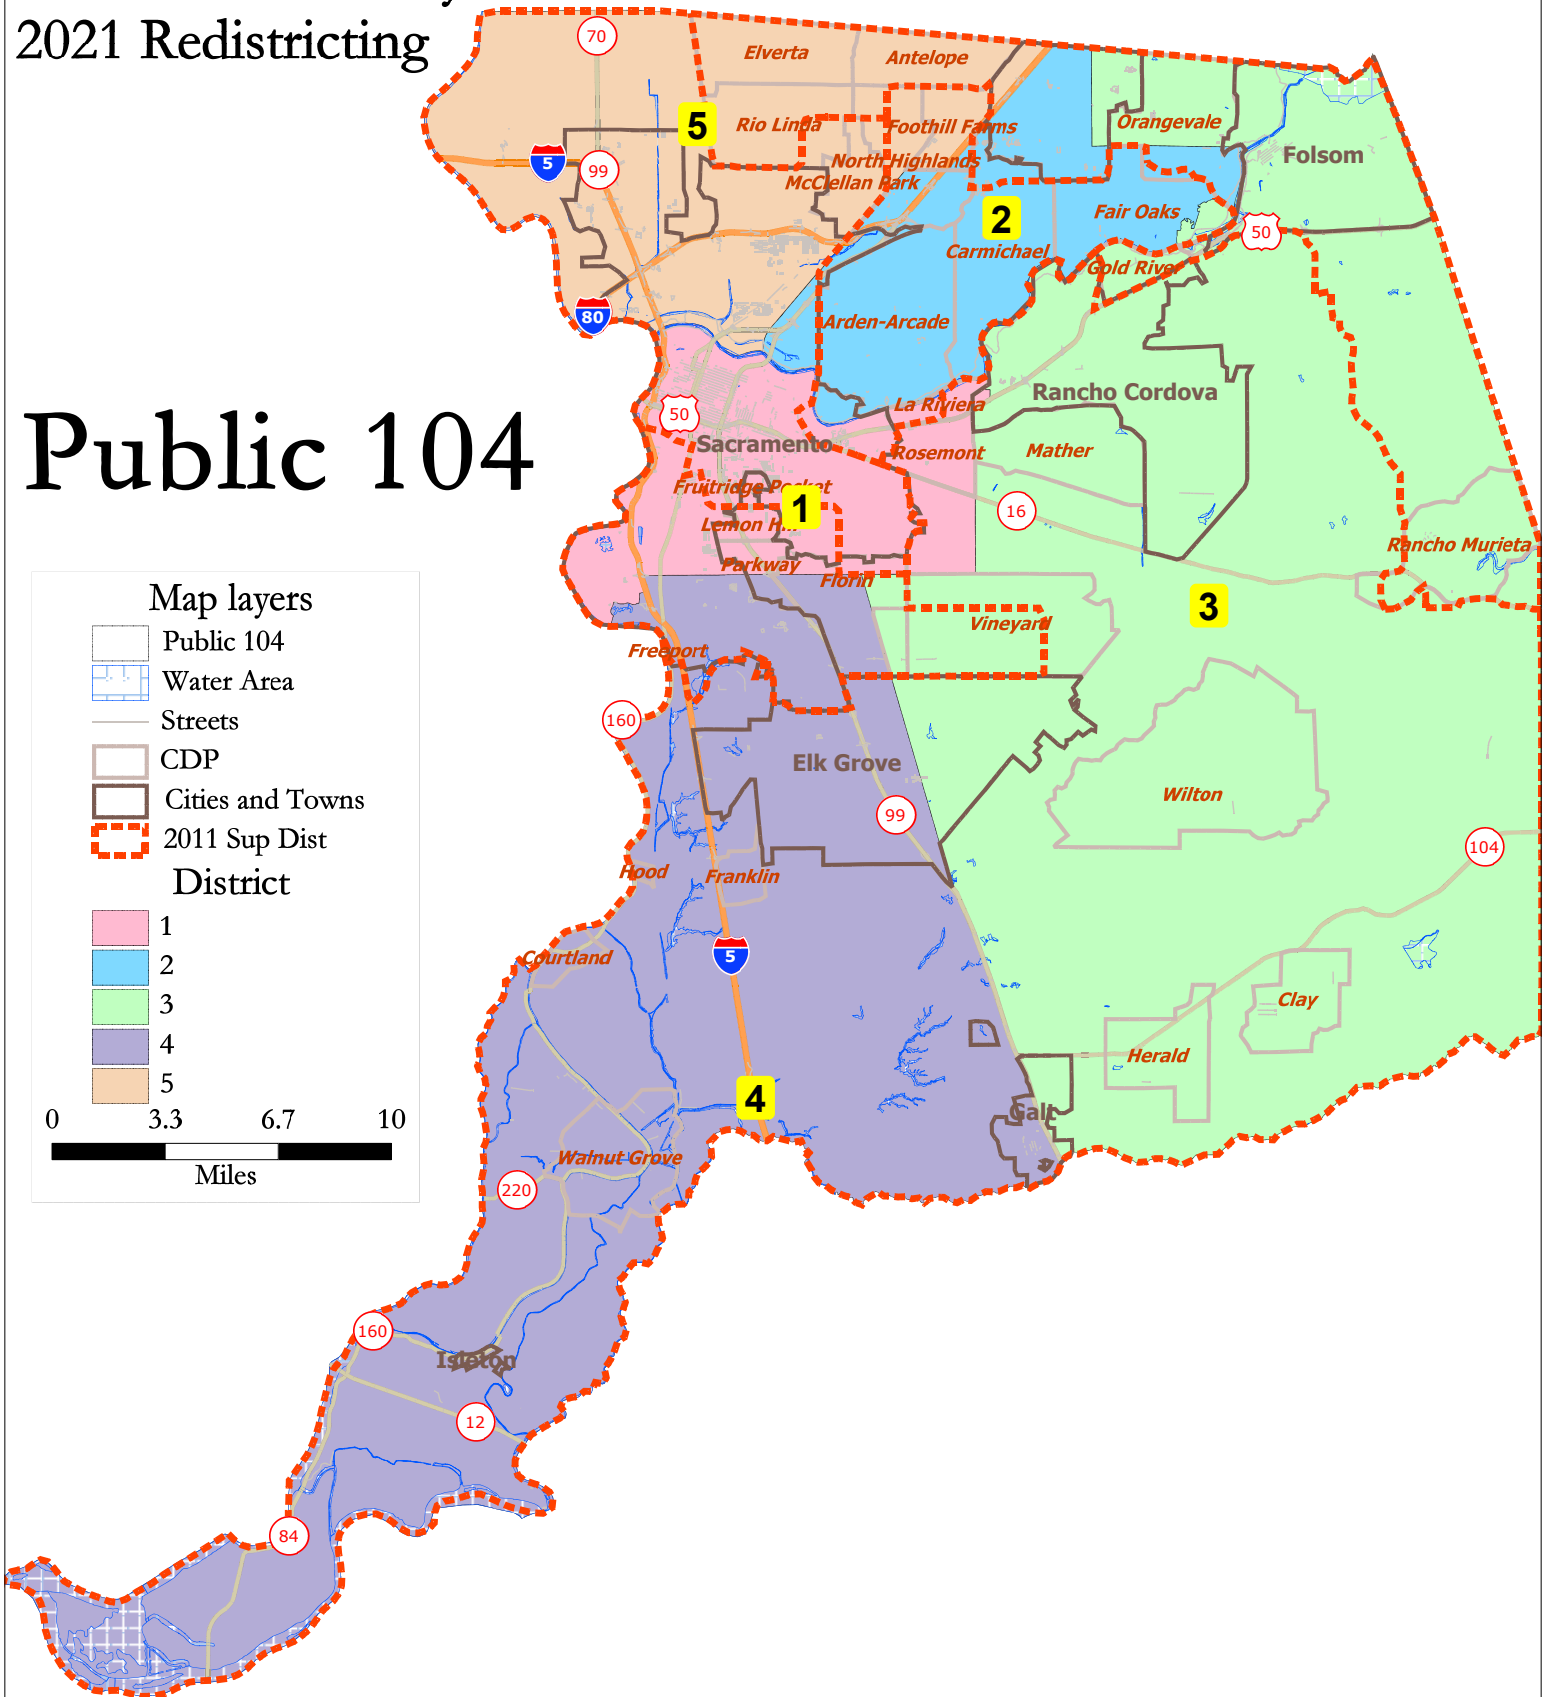 2021 Redistricting
Public 104
70
Elverta
Antelope
5
Rio Linda
Foothill Farms
Orangevale
Folsom
5
99
North Highlands
McClellan Park
2
Fair Oaks
50
Carmichael
Gold River
80
Arden-Arcade
Rancho Cordova
50
La Riviera
Sacramento
Rosemont
Mather
Fruitridge Pocket
1
16
Lemon Hill
Rancho Murieta
Parkway
Florin
3
Vineyard
Freeport
160
Elk Grove
Wilton
99
104
Hood
Franklin
Courtland
5
Clay
Herald
4
Galt
Walnut Grove
220
160
Isleton
12
84
Map layers
Public 104
Water Area
Streets
CDP
Cities and Towns
2011 Sup Dist
District
1
2
3
4
5
0 3.3 6.7 10
Miles